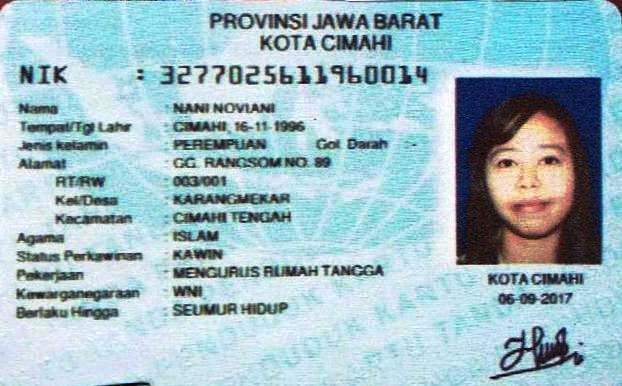 PROVINSI JAWA BARAT
KOTA CIMAHI
NIK : 3277025611960014
Nama : NANI NOVIANI
Tempat/Tgl Lahir : CIMAHI, 16-11-1996
Jenis kelamin : PEREMPUAN Gol. Darah :-
Alamat : GG. RANGSOM NO. 89
RT/RW : 003/001
Kel/Desa : KARANGMEKAR
Kecamatan : CIMAHI TENGAH
Agama : ISLAM
Status Perkawinan : KAWIN
Pekerjaan : MENGURUS RUMAH TANGGA
Kewarganegaraan : WNI
Berlaku Hingga : SEUMUR HIDUP
KOTA CIMAHI
06-09-2017